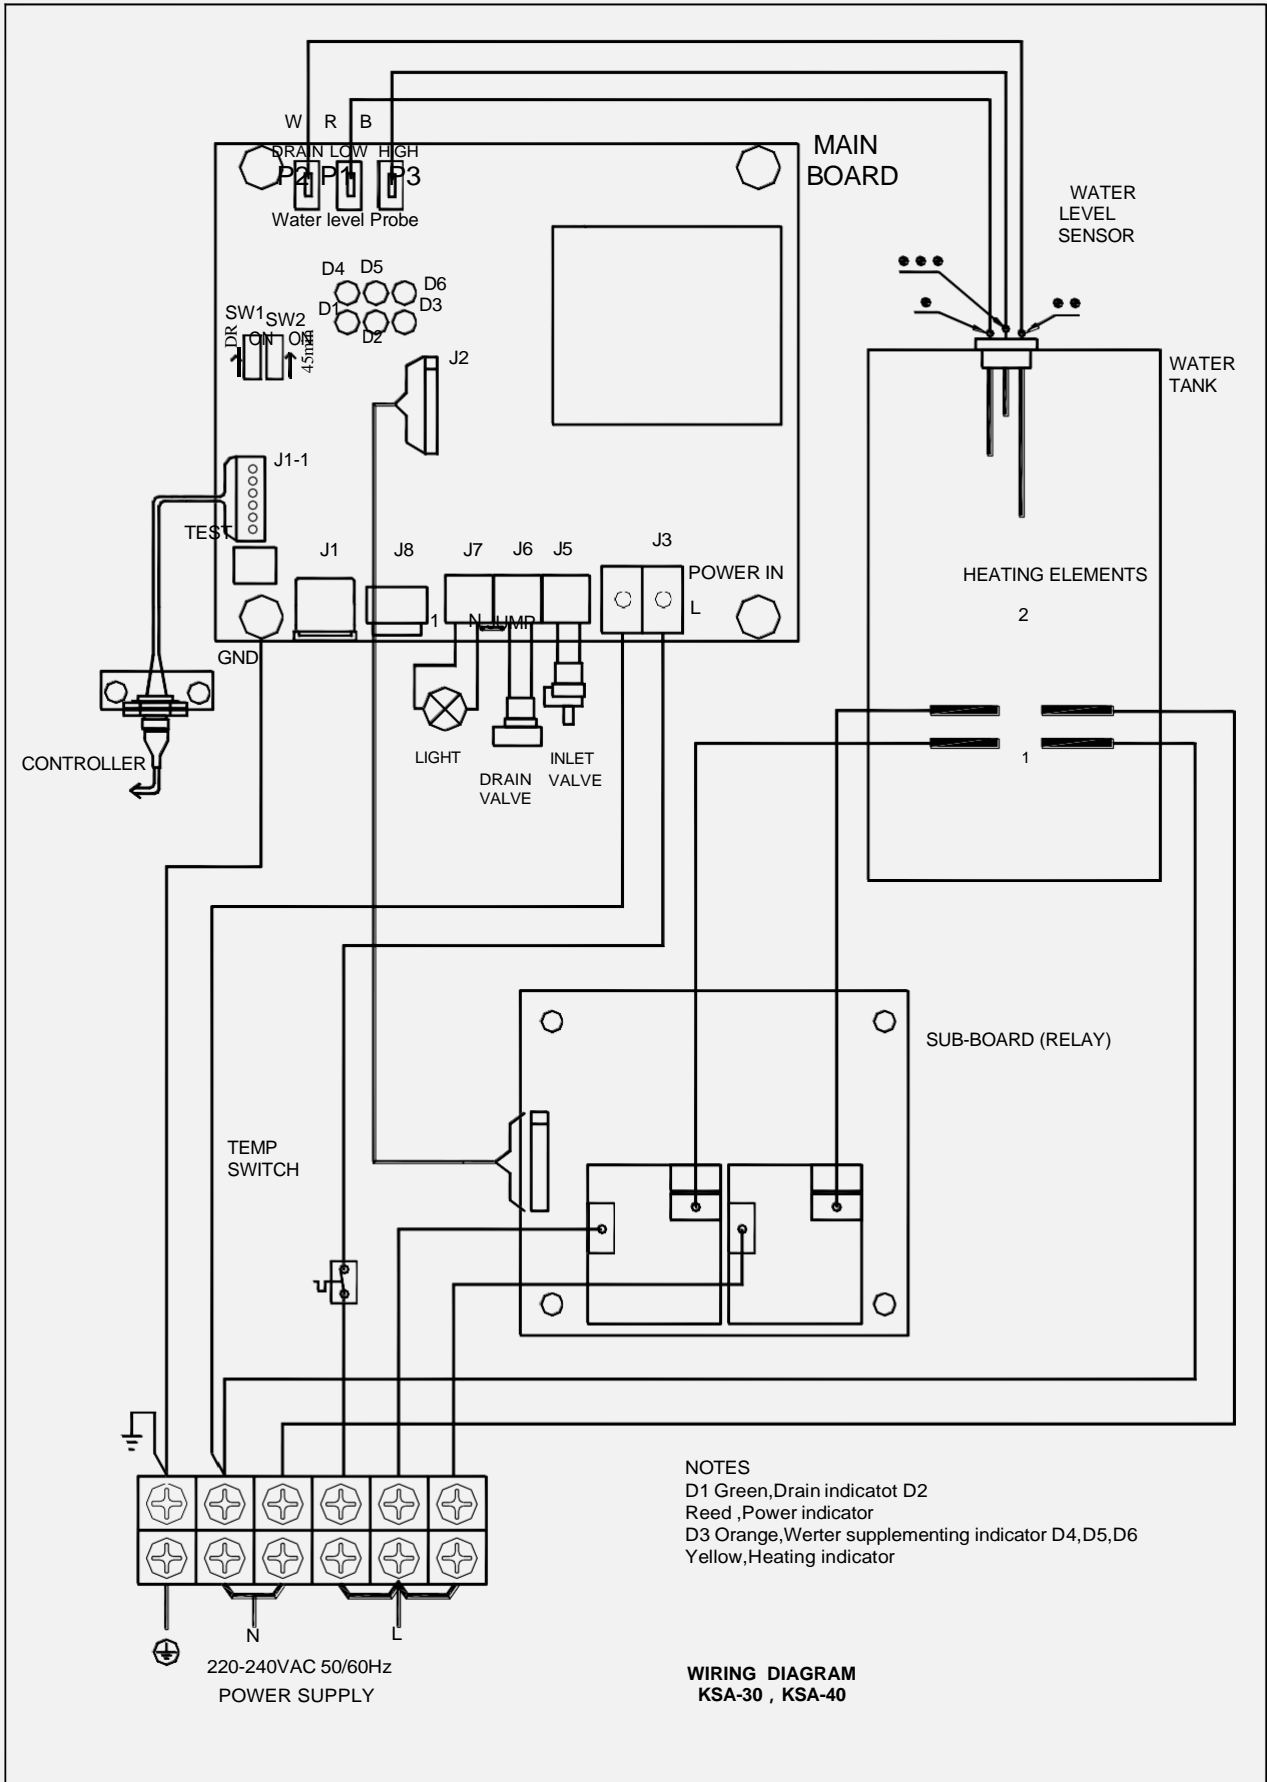 W R B
DRAIN LOW HIGH
P2 P1 P3
Water level Probe
MAIN
BOARD
WATER
LEVEL
SENSOR
D4 D5 D6
D1 D2 D3
SW1 SW2
DR ON ON 45min
J2
WATER
TANK
J1-1
TEST
J1 J8 J7 J6 J5 J3
POWER IN
1 N JUMP L
GND
HEATING ELEMENTS
2
1
CONTROLLER
LIGHT
DRAIN
VALVE
INLET
VALVE
SUB-BOARD (RELAY)
TEMP
SWITCH
NOTES
D1 Green,Drain indicatot D2
Reed ,Power indicator
D3 Orange,Werter supplementing indicator D4,D5,D6
Yellow,Heating indicator
N L
220-240VAC 50/60Hz
POWER SUPPLY
WIRING DIAGRAM
KSA-30 , KSA-40